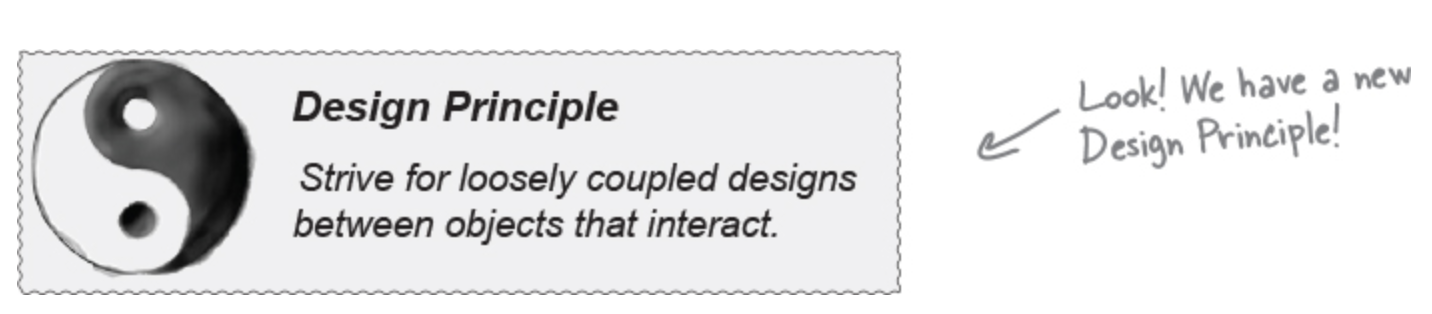 Design Principle
Strive for loosely coupled designs
between objects that interact.
Look! We have a new
Design Principle!